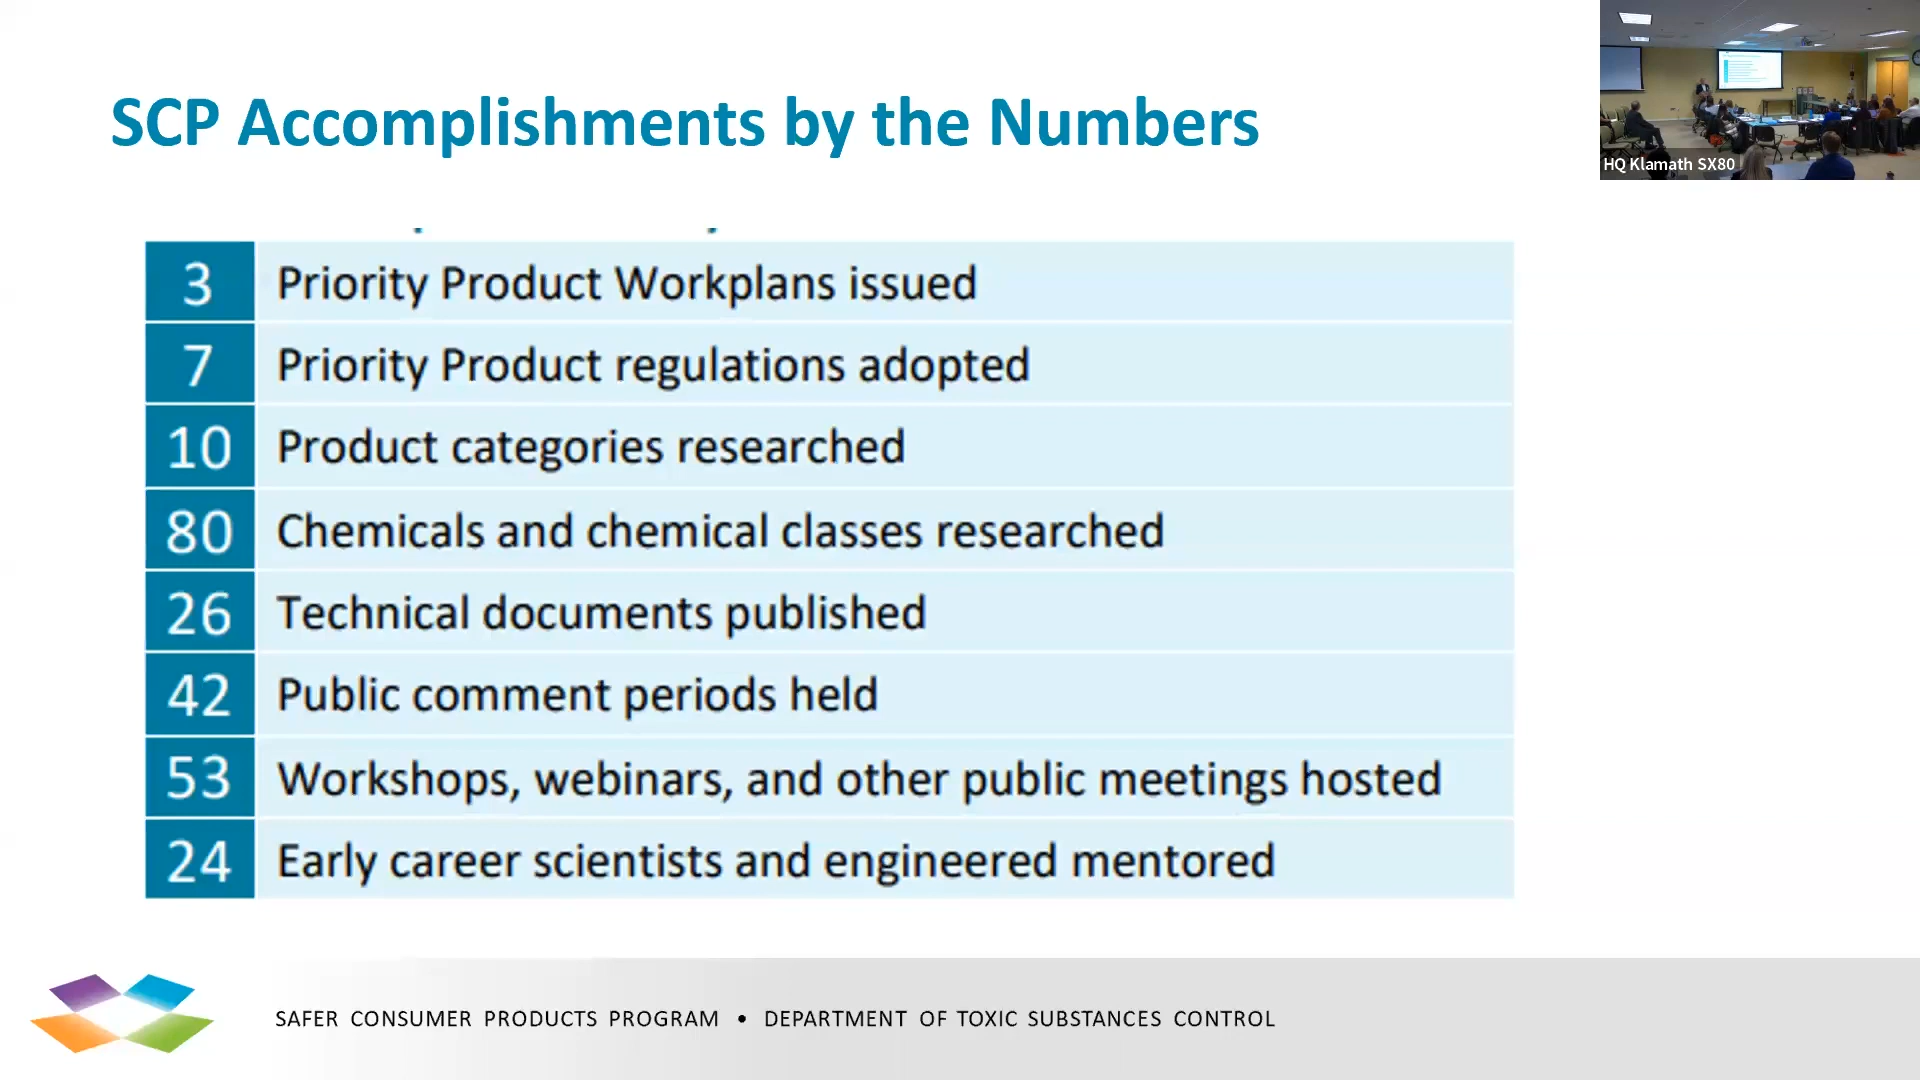 SCP Accomplishments by the Numbers
HQ Klamath SX80
3 Priority Product Workplans issued
7 Priority Product regulations adopted
10 Product categories researched
80 Chemicals and chemical classes researched
26 Technical documents published
42 Public comment periods held
53 Workshops, webinars, and other public meetings hosted
24 Early career scientists and engineered mentored
SAFER CONSUMER PRODUCTS PROGRAM • DEPARTMENT OF TOXIC SUBSTANCES CONTROL